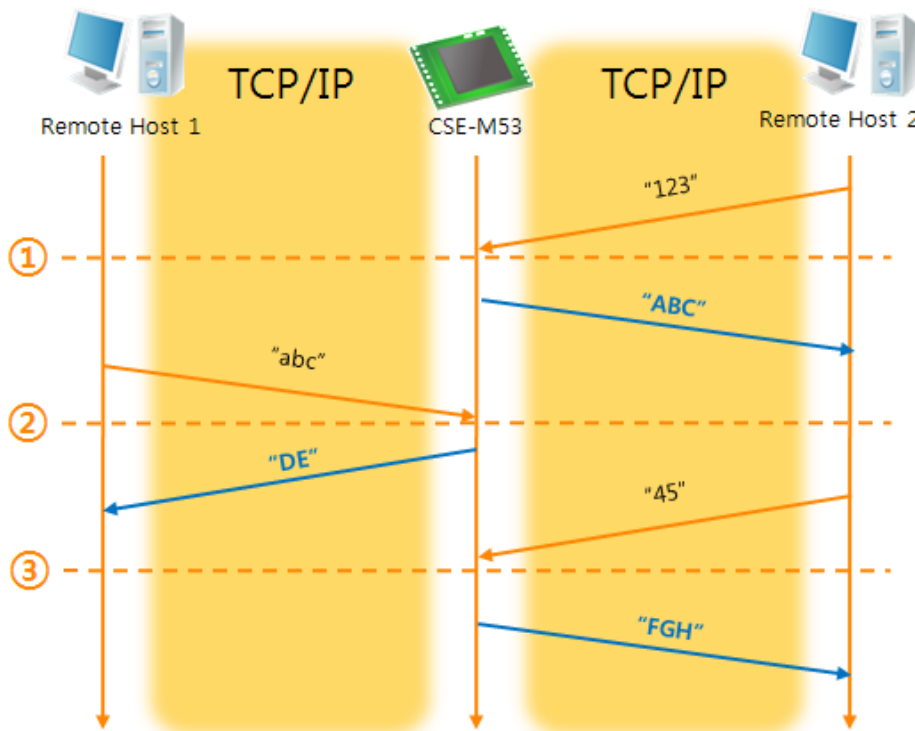 TCP/IP
TCP/IP
Remote Host 1
CSE-M53
Remote Host 2
"123"
①
"ABC"
"abc"
②
"DE"
"45"
③
"FGH"